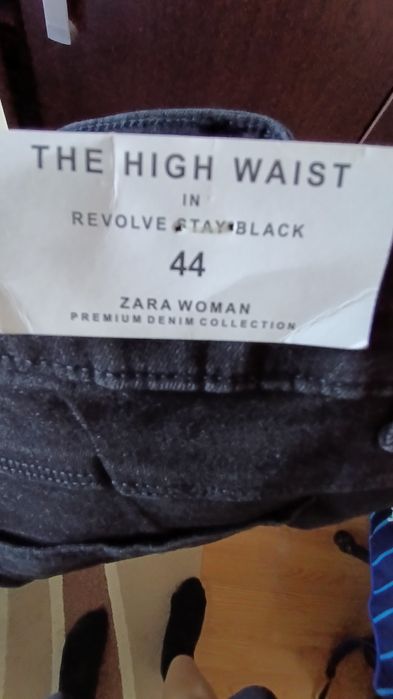 THE HIGH WAIST
IN
REVOLVE STAY BLACK
44
ZARA WOMAN
PREMIUM DENIM COLLECTION